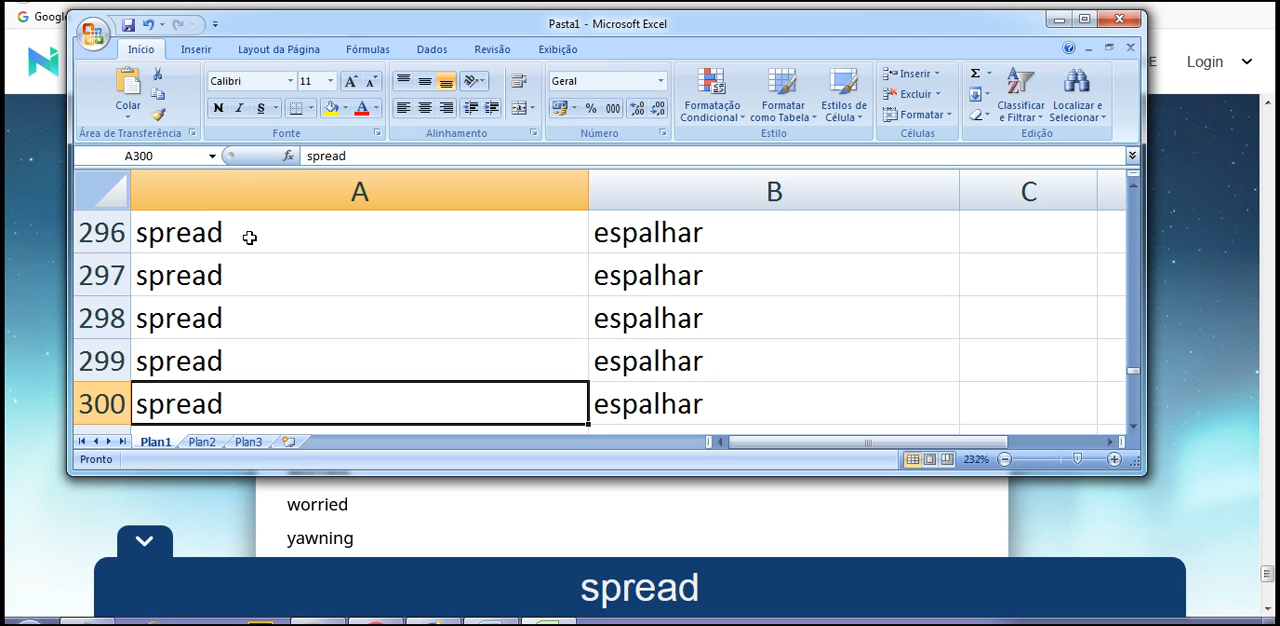 Google
Pasta1 - Microsoft Excel
Login
Início Inserir Layout da Página Fórmulas Dados Revisão Exibição
Colar
Calibri 11
N I S
A A
Geral
% 000
Formatação Condicional
Formatar como Tabela
Estilos de Célula
Inserir
Excluir
Formatar
Σ
Classificar e Filtrar
Localizar e Selecionar
Área de Transferência Fonte Alinhamento Número Estilo Células Edição
A300 fx spread
A B C
296 spread espalhar
297 spread espalhar
298 spread espalhar
299 spread espalhar
300 spread espalhar
Plan1 Plan2 Plan3
Pronto 232%
worried
yawning
spread